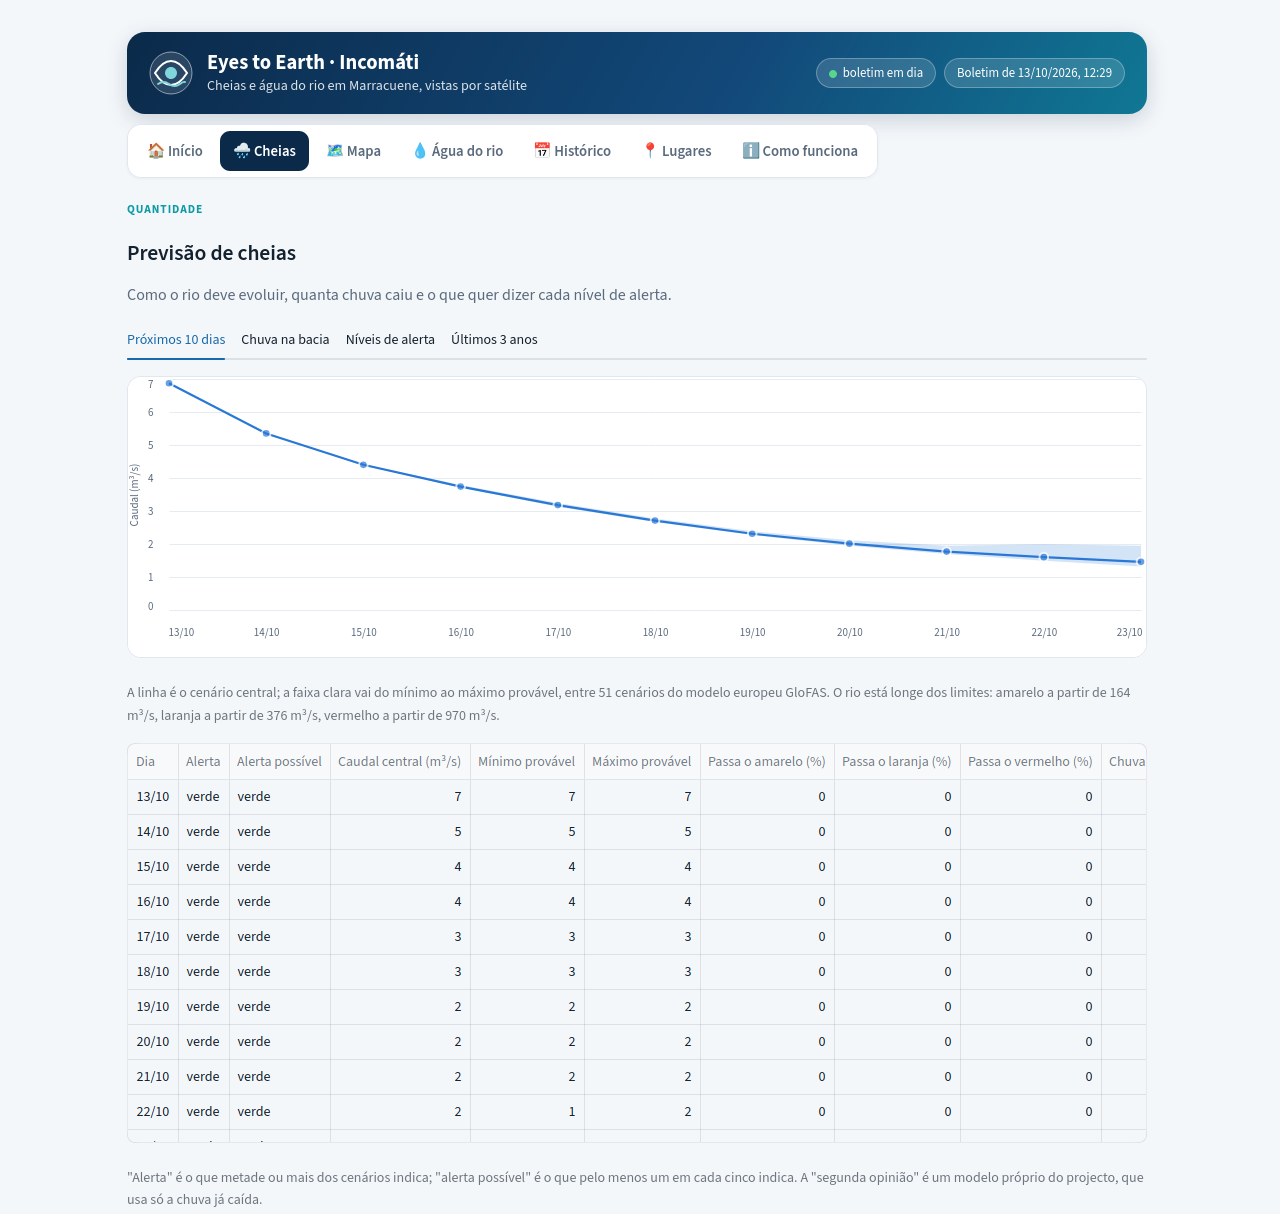 Eyes to Earth · Incomáti
Cheias e água do rio em Marracuene, vistas por satélite
boletim em dia
Boletim de 13/10/2026, 12:29
Início
Cheias
Mapa
Água do rio
Histórico
Lugares
Como funciona
QUANTIDADE
Previsão de cheias
Como o rio deve evoluir, quanta chuva caiu e o que quer dizer cada nível de alerta.
Próximos 10 dias
Chuva na bacia
Níveis de alerta
Últimos 3 anos
Caudal (m³/s)
7
6
5
4
3
2
1
0
13/10 14/10 15/10 16/10 17/10 18/10 19/10 20/10 21/10 22/10 23/10
A linha é o cenário central; a faixa clara vai do mínimo ao máximo provável, entre 51 cenários do modelo europeu GloFAS. O rio está longe dos limites: amarelo a partir de 164
m³/s, laranja a partir de 376 m³/s, vermelho a partir de 970 m³/s.
Dia Alerta Alerta possível Caudal central (m³/s) Mínimo provável Máximo provável Passa o amarelo (%) Passa o laranja (%) Passa o vermelho (%) Chuva
13/10 verde verde 7 7 7 0 0 0
14/10 verde verde 5 5 5 0 0 0
15/10 verde verde 4 4 4 0 0 0
16/10 verde verde 4 4 4 0 0 0
17/10 verde verde 3 3 3 0 0 0
18/10 verde verde 3 3 3 0 0 0
19/10 verde verde 2 2 2 0 0 0
20/10 verde verde 2 2 2 0 0 0
21/10 verde verde 2 2 2 0 0 0
22/10 verde verde 2 1 2 0 0 0
"Alerta" é o que metade ou mais dos cenários indica; "alerta possível" é o que pelo menos um em cada cinco indica. A "segunda opinião" é um modelo próprio do projecto, que
usa só a chuva já caída.